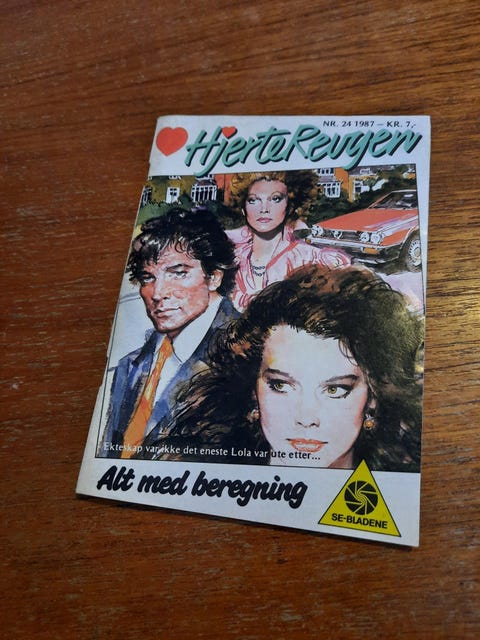 NR. 24 1987 – KR. 7,-
HjerteRevyen
Ekteskap var ikke det eneste Lola var ute etter...
Alt med beregning
SE-BLADENE